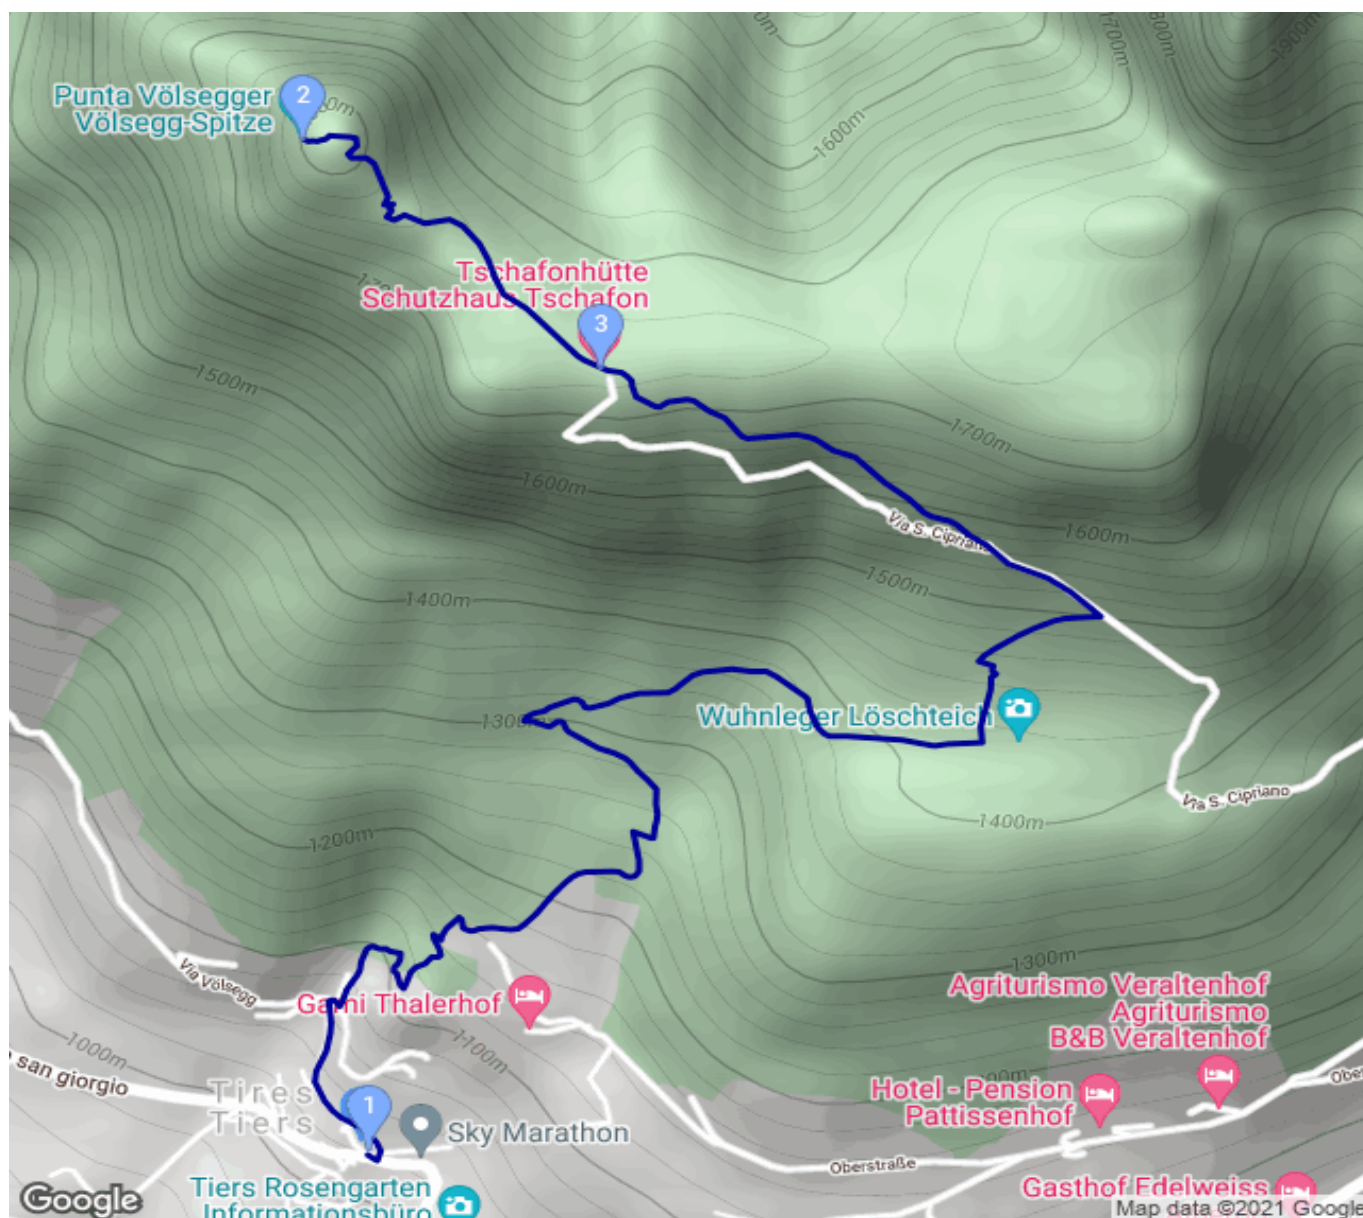 1700m
1800m
1900m
Punta Völsegger
Völsegg-Spitze
2
1600m
Tschafonhütte
Schutzhaus Tschafon
3
1500m
1700m
1600m
Via S. Cipriano
1600m
1500m
1400m
Wuhnleger Löschteich
1300m
Via S. Cipriano
1400m
1200m
1300m
Via Völsegg
Garni Thalerhof
Agriturismo Veraltenhof
Agriturismo
B&B Veraltenhof
1000m
1100m
san giorgio
Tires
Tiers
1
Sky Marathon
Hotel - Pension
Pattissenhof
Oberstraße
Tiers Rosengarten
Informationsbüro
Gasthof Edelweiss
Google
Map data ©2021 Google